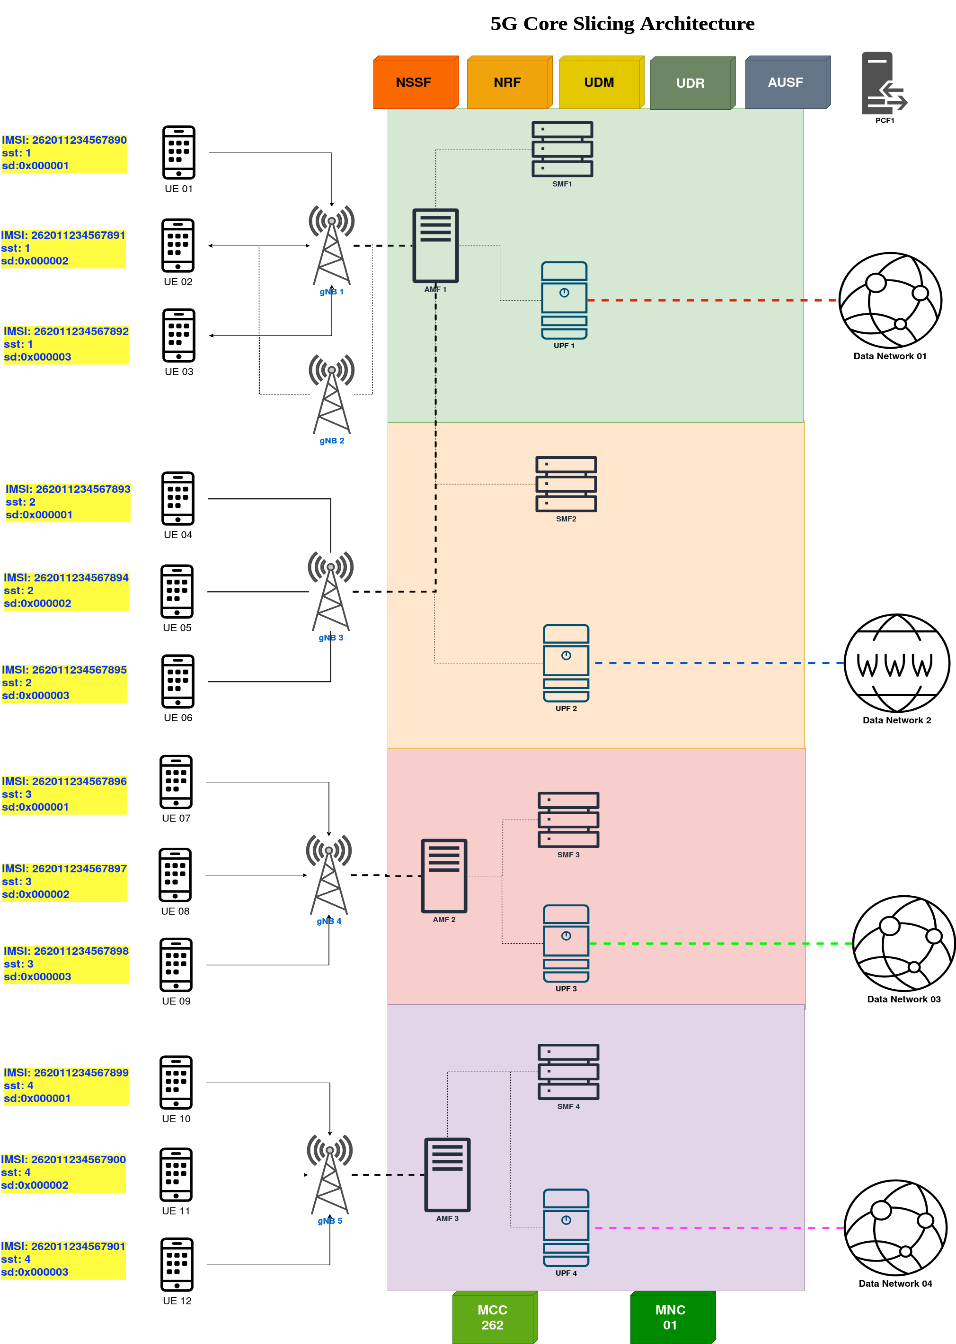 5G Core Slicing Architecture
NSSF
NRF
UDM
UDR
AUSF
PCF1
IMSI: 262011234567890
sst: 1
sd:0x000001
UE 01
SMF1
IMSI: 262011234567891
sst: 1
sd:0x000002
UE 02
gNB 1
AMF 1
UPF 1
Data Network 01
IMSI: 262011234567892
sst: 1
sd:0x000003
UE 03
gNB 2
IMSI: 262011234567893
sst: 2
sd:0x000001
UE 04
SMF2
IMSI: 262011234567894
sst: 2
sd:0x000002
UE 05
gNB 3
IMSI: 262011234567895
sst: 2
sd:0x000003
UE 06
UPF 2
WWW
Data Network 2
IMSI: 262011234567896
sst: 3
sd:0x000001
UE 07
SMF 3
IMSI: 262011234567897
sst: 3
sd:0x000002
UE 08
gNB 4
AMF 2
IMSI: 262011234567898
sst: 3
sd:0x000003
UE 09
UPF 3
Data Network 03
IMSI: 262011234567899
sst: 4
sd:0x000001
UE 10
SMF 4
IMSI: 262011234567900
sst: 4
sd:0x000002
UE 11
gNB 5
AMF 3
IMSI: 262011234567901
sst: 4
sd:0x000003
UE 12
UPF 4
Data Network 04
MCC
262
MNC
01